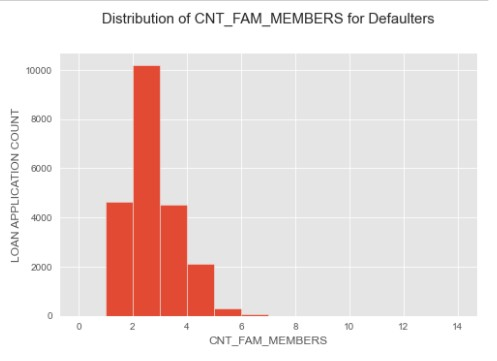 Distribution of CNT_FAM_MEMBERS for Defaulters
LOAN APPLICATION COUNT
10000
8000
6000
4000
2000
0
0 2 4 6 8 10 12 14
CNT_FAM_MEMBERS